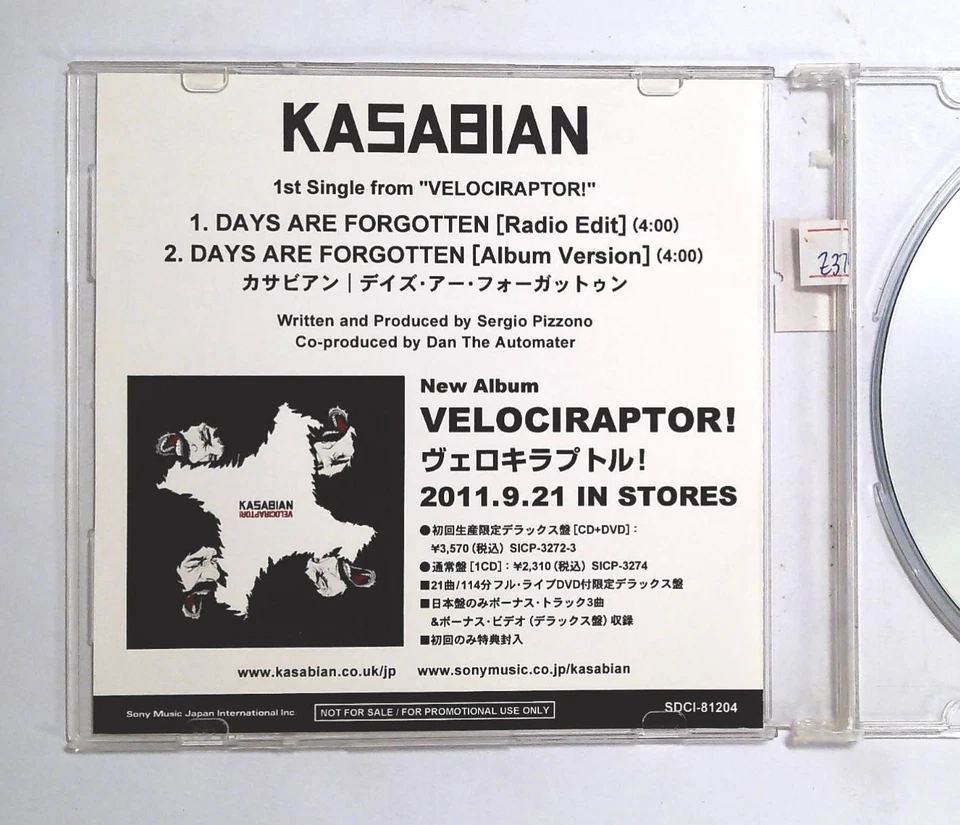 KASABIAN
1st Single from "VELOCIRAPTOR!"
1. DAYS ARE FORGOTTEN [Radio Edit] (4:00)
2. DAYS ARE FORGOTTEN [Album Version] (4:00)
カサビアン｜デイズ・アー・フォーガットゥン
Written and Produced by Sergio Pizzono
Co-produced by Dan The Automater
KASABIAN
VELOCIRAPTOR!
New Album
VELOCIRAPTOR!
ヴェロキラプトル！
2011.9.21 IN STORES
●初回生産限定デラックス盤［CD+DVD］：
¥3,570（税込）SICP-3272-3
●通常盤［1CD］：¥2,310（税込）SICP-3274
■21曲/114分フル・ライブDVD付限定デラックス盤
■日本盤のみボーナス・トラック3曲
&ボーナス・ビデオ（デラックス盤）収録
■初回のみ特典封入
www.kasabian.co.uk/jp www.sonymusic.co.jp/kasabian
Sony Music Japan International Inc. NOT FOR SALE / FOR PROMOTIONAL USE ONLY SDCI-81204